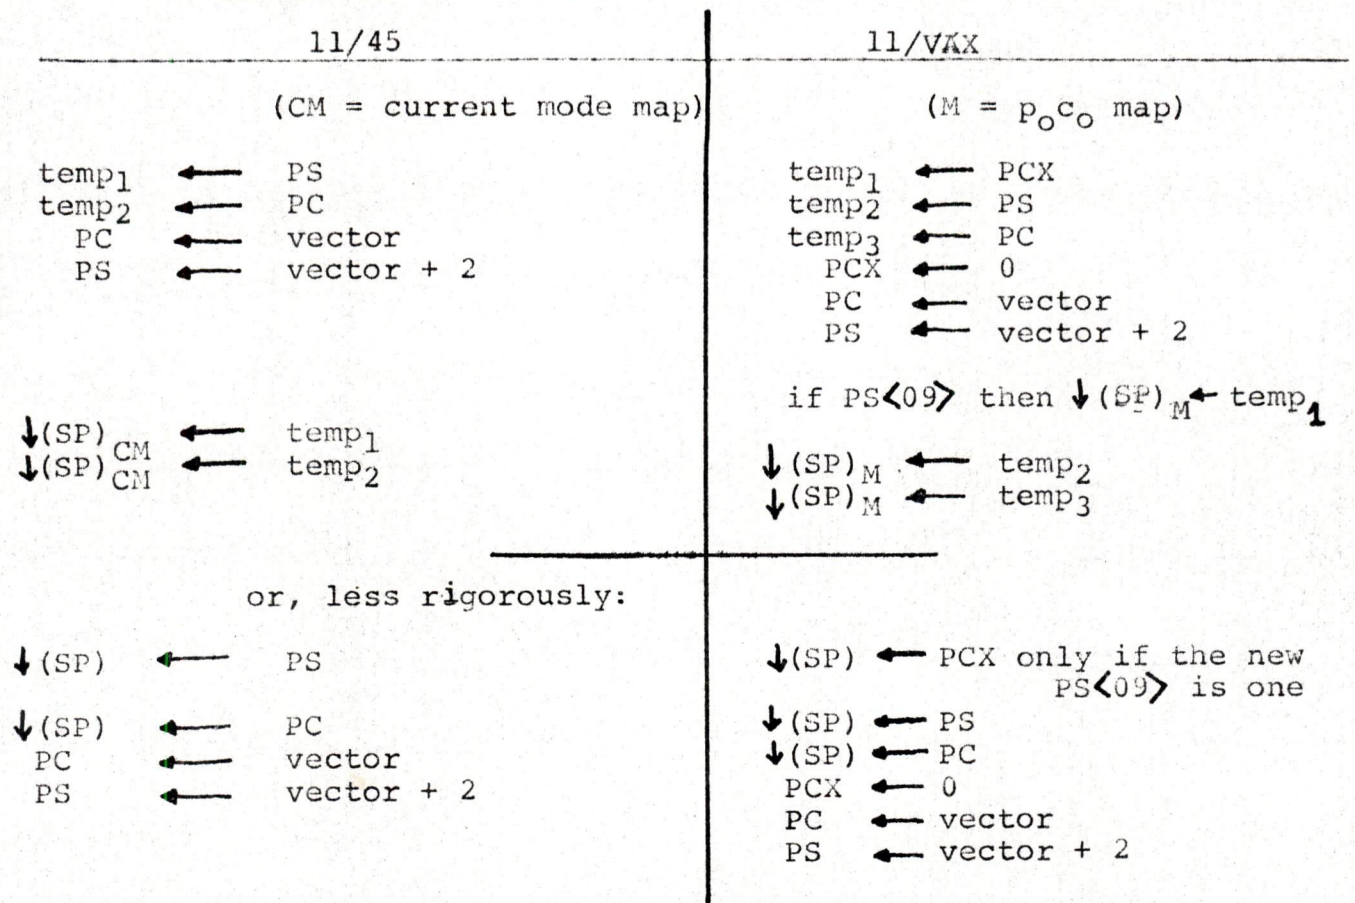 11/45
(CM = current mode map)
temp1 ← PS
temp2 ← PC
PC ← vector
PS ← vector + 2
↓(SP)CM ← temp1
↓(SP)CM ← temp2
or, less rigorously:
↓(SP) ← PS
↓(SP) ← PC
PC ← vector
PS ← vector + 2
11/VAX
(M = poco map)
temp1 ← PCX
temp2 ← PS
temp3 ← PC
PCX ← 0
PC ← vector
PS ← vector + 2
if PS<09> then ↓(SP)M ← temp1
↓(SP)M ← temp2
↓(SP)M ← temp3
↓(SP) ← PCX only if the new
PS<09> is one
↓(SP) ← PS
↓(SP) ← PC
PCX ← 0
PC ← vector
PS ← vector + 2